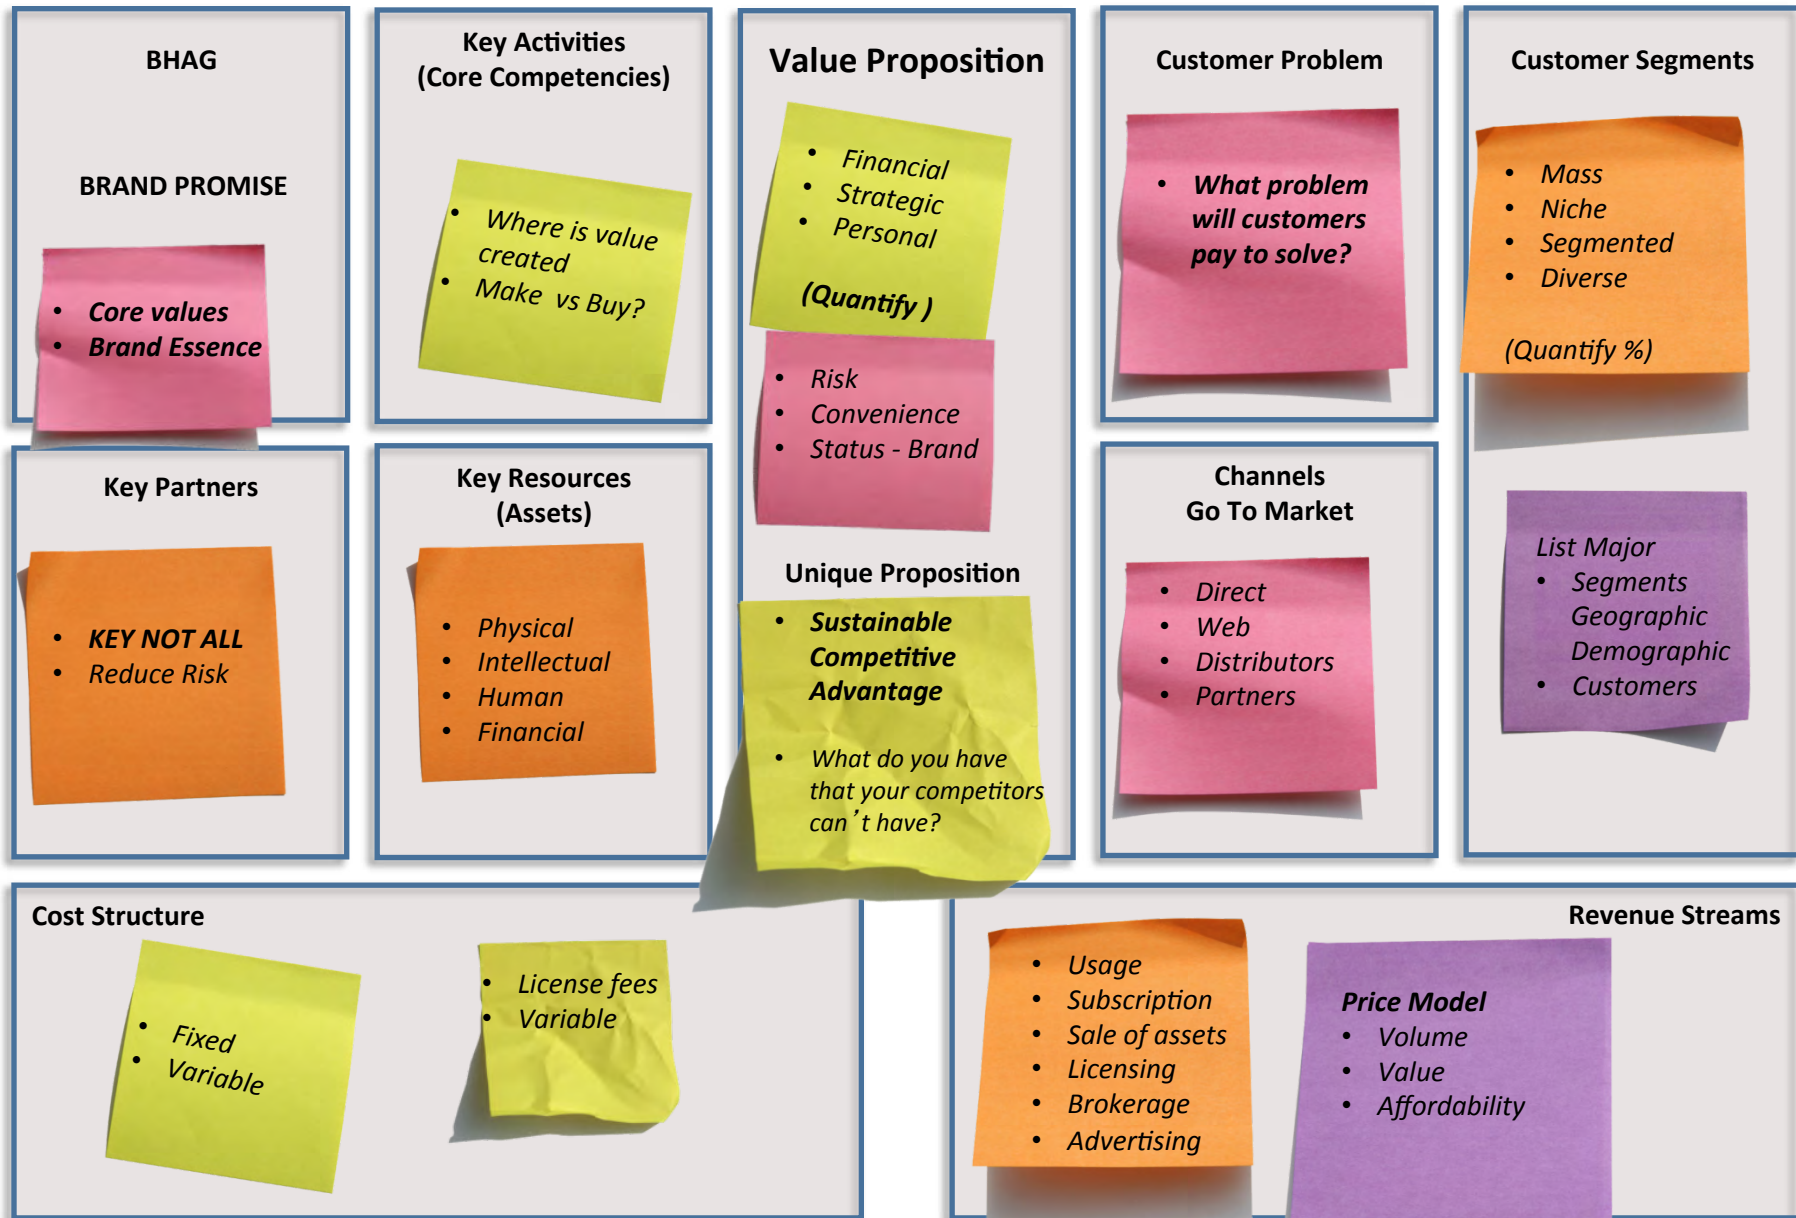 BHAG
BRAND PROMISE
• Core values
• Brand Essence
Key Activities
(Core Competencies)
• Where is value
created
• Make vs Buy?
Value Proposition
• Financial
• Strategic
• Personal
(Quantify )
• Risk
• Convenience
• Status - Brand
Unique Proposition
• Sustainable
Competitive
Advantage
• What do you have
that your competitors
can’t have?
Customer Problem
• What problem
will customers
pay to solve?
Customer Segments
• Mass
• Niche
• Segmented
• Diverse
(Quantify %)
List Major
• Segments
Geographic
Demographic
• Customers
Key Partners
• KEY NOT ALL
• Reduce Risk
Key Resources
(Assets)
• Physical
• Intellectual
• Human
• Financial
Channels
Go To Market
• Direct
• Web
• Distributors
• Partners
Cost Structure
• Fixed
• Variable
• License fees
• Variable
Revenue Streams
• Usage
• Subscription
• Sale of assets
• Licensing
• Brokerage
• Advertising
Price Model
• Volume
• Value
• Affordability